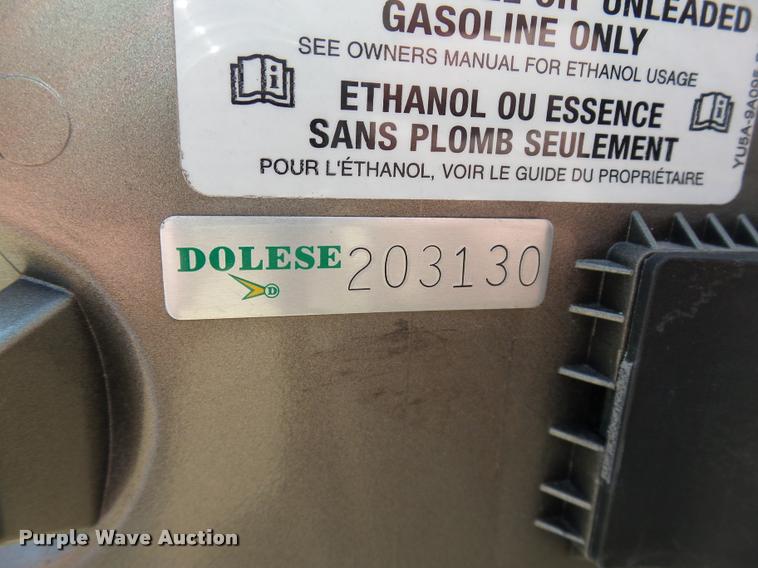 UNLEADED
GASOLINE ONLY
SEE OWNERS MANUAL FOR ETHANOL USAGE
ETHANOL OU ESSENCE
SANS PLOMB SEULEMENT
POUR L'ÉTHANOL, VOIR LE GUIDE DU PROPRIÉTAIRE
DOLESE 203130
D
Purple Wave Auction